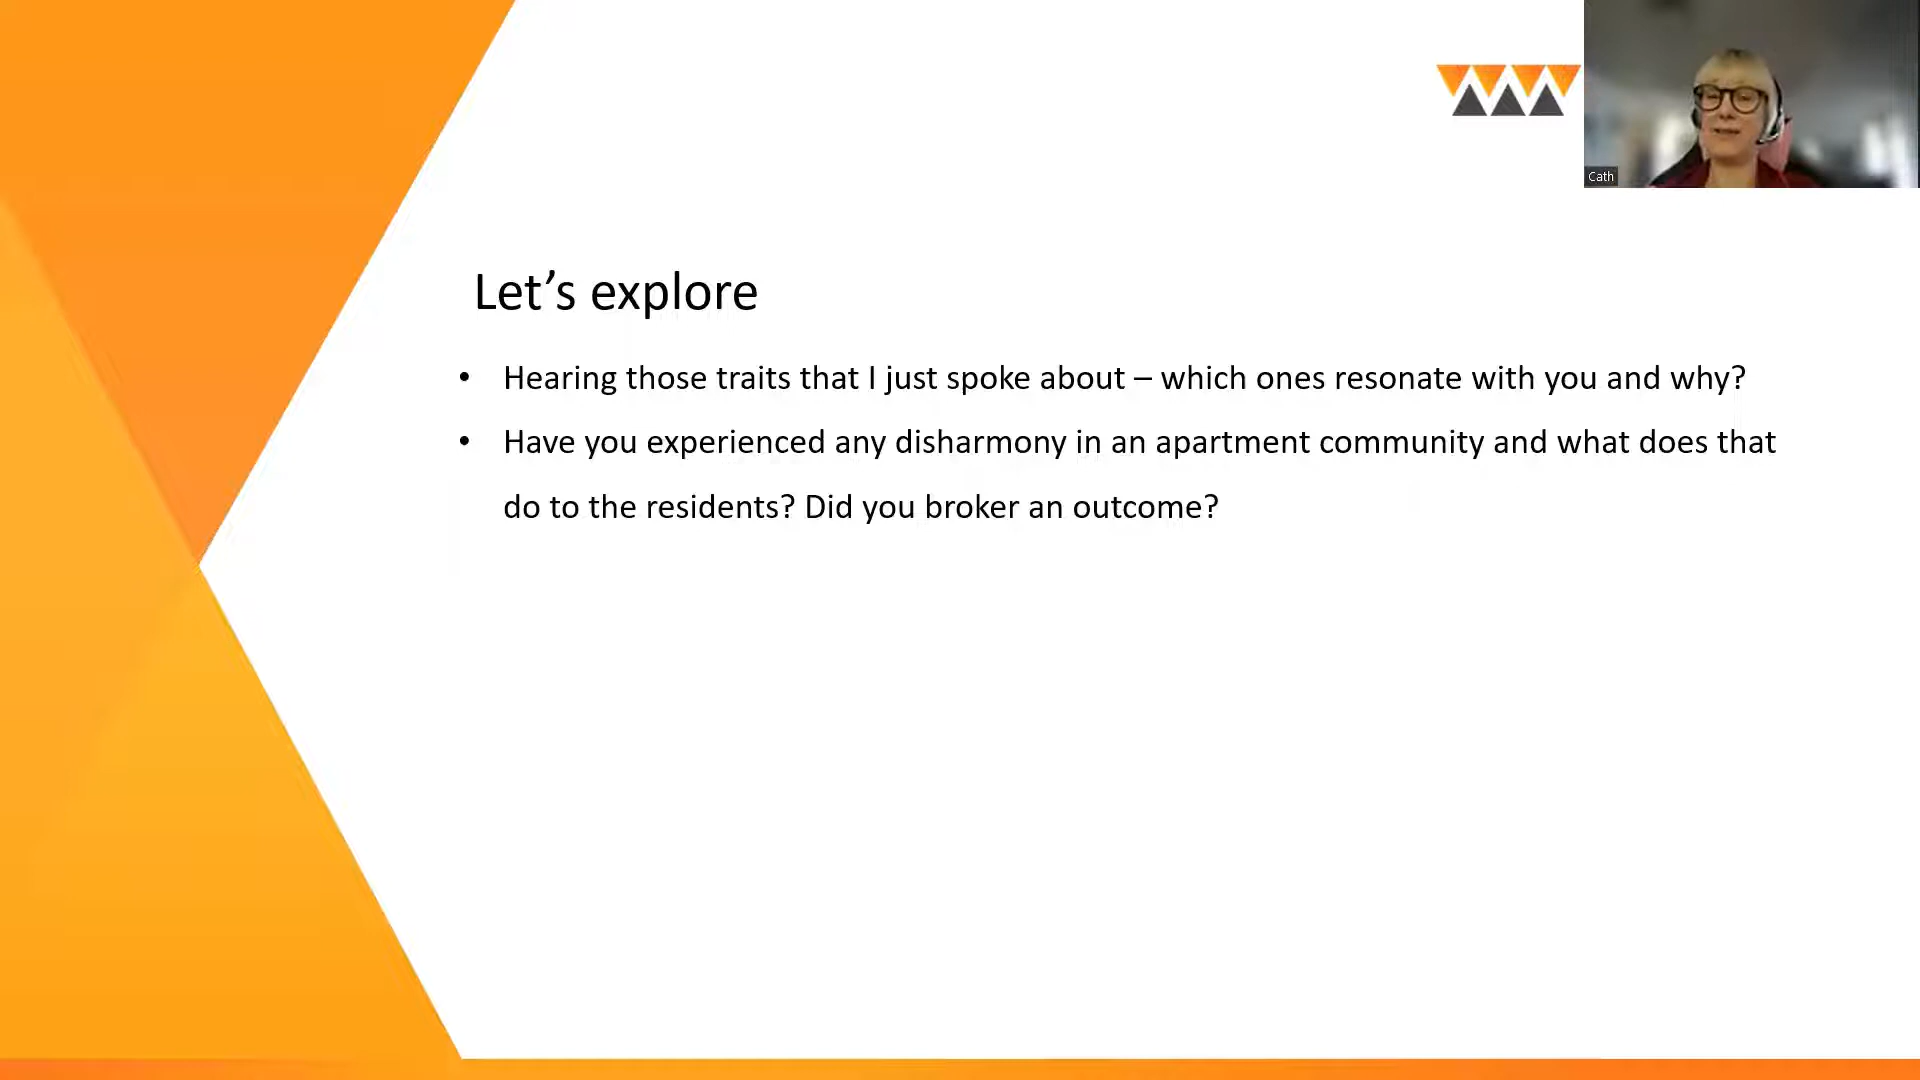 Cath
Let’s explore
• Hearing those traits that I just spoke about – which ones resonate with you and why?
• Have you experienced any disharmony in an apartment community and what does that
do to the residents? Did you broker an outcome?